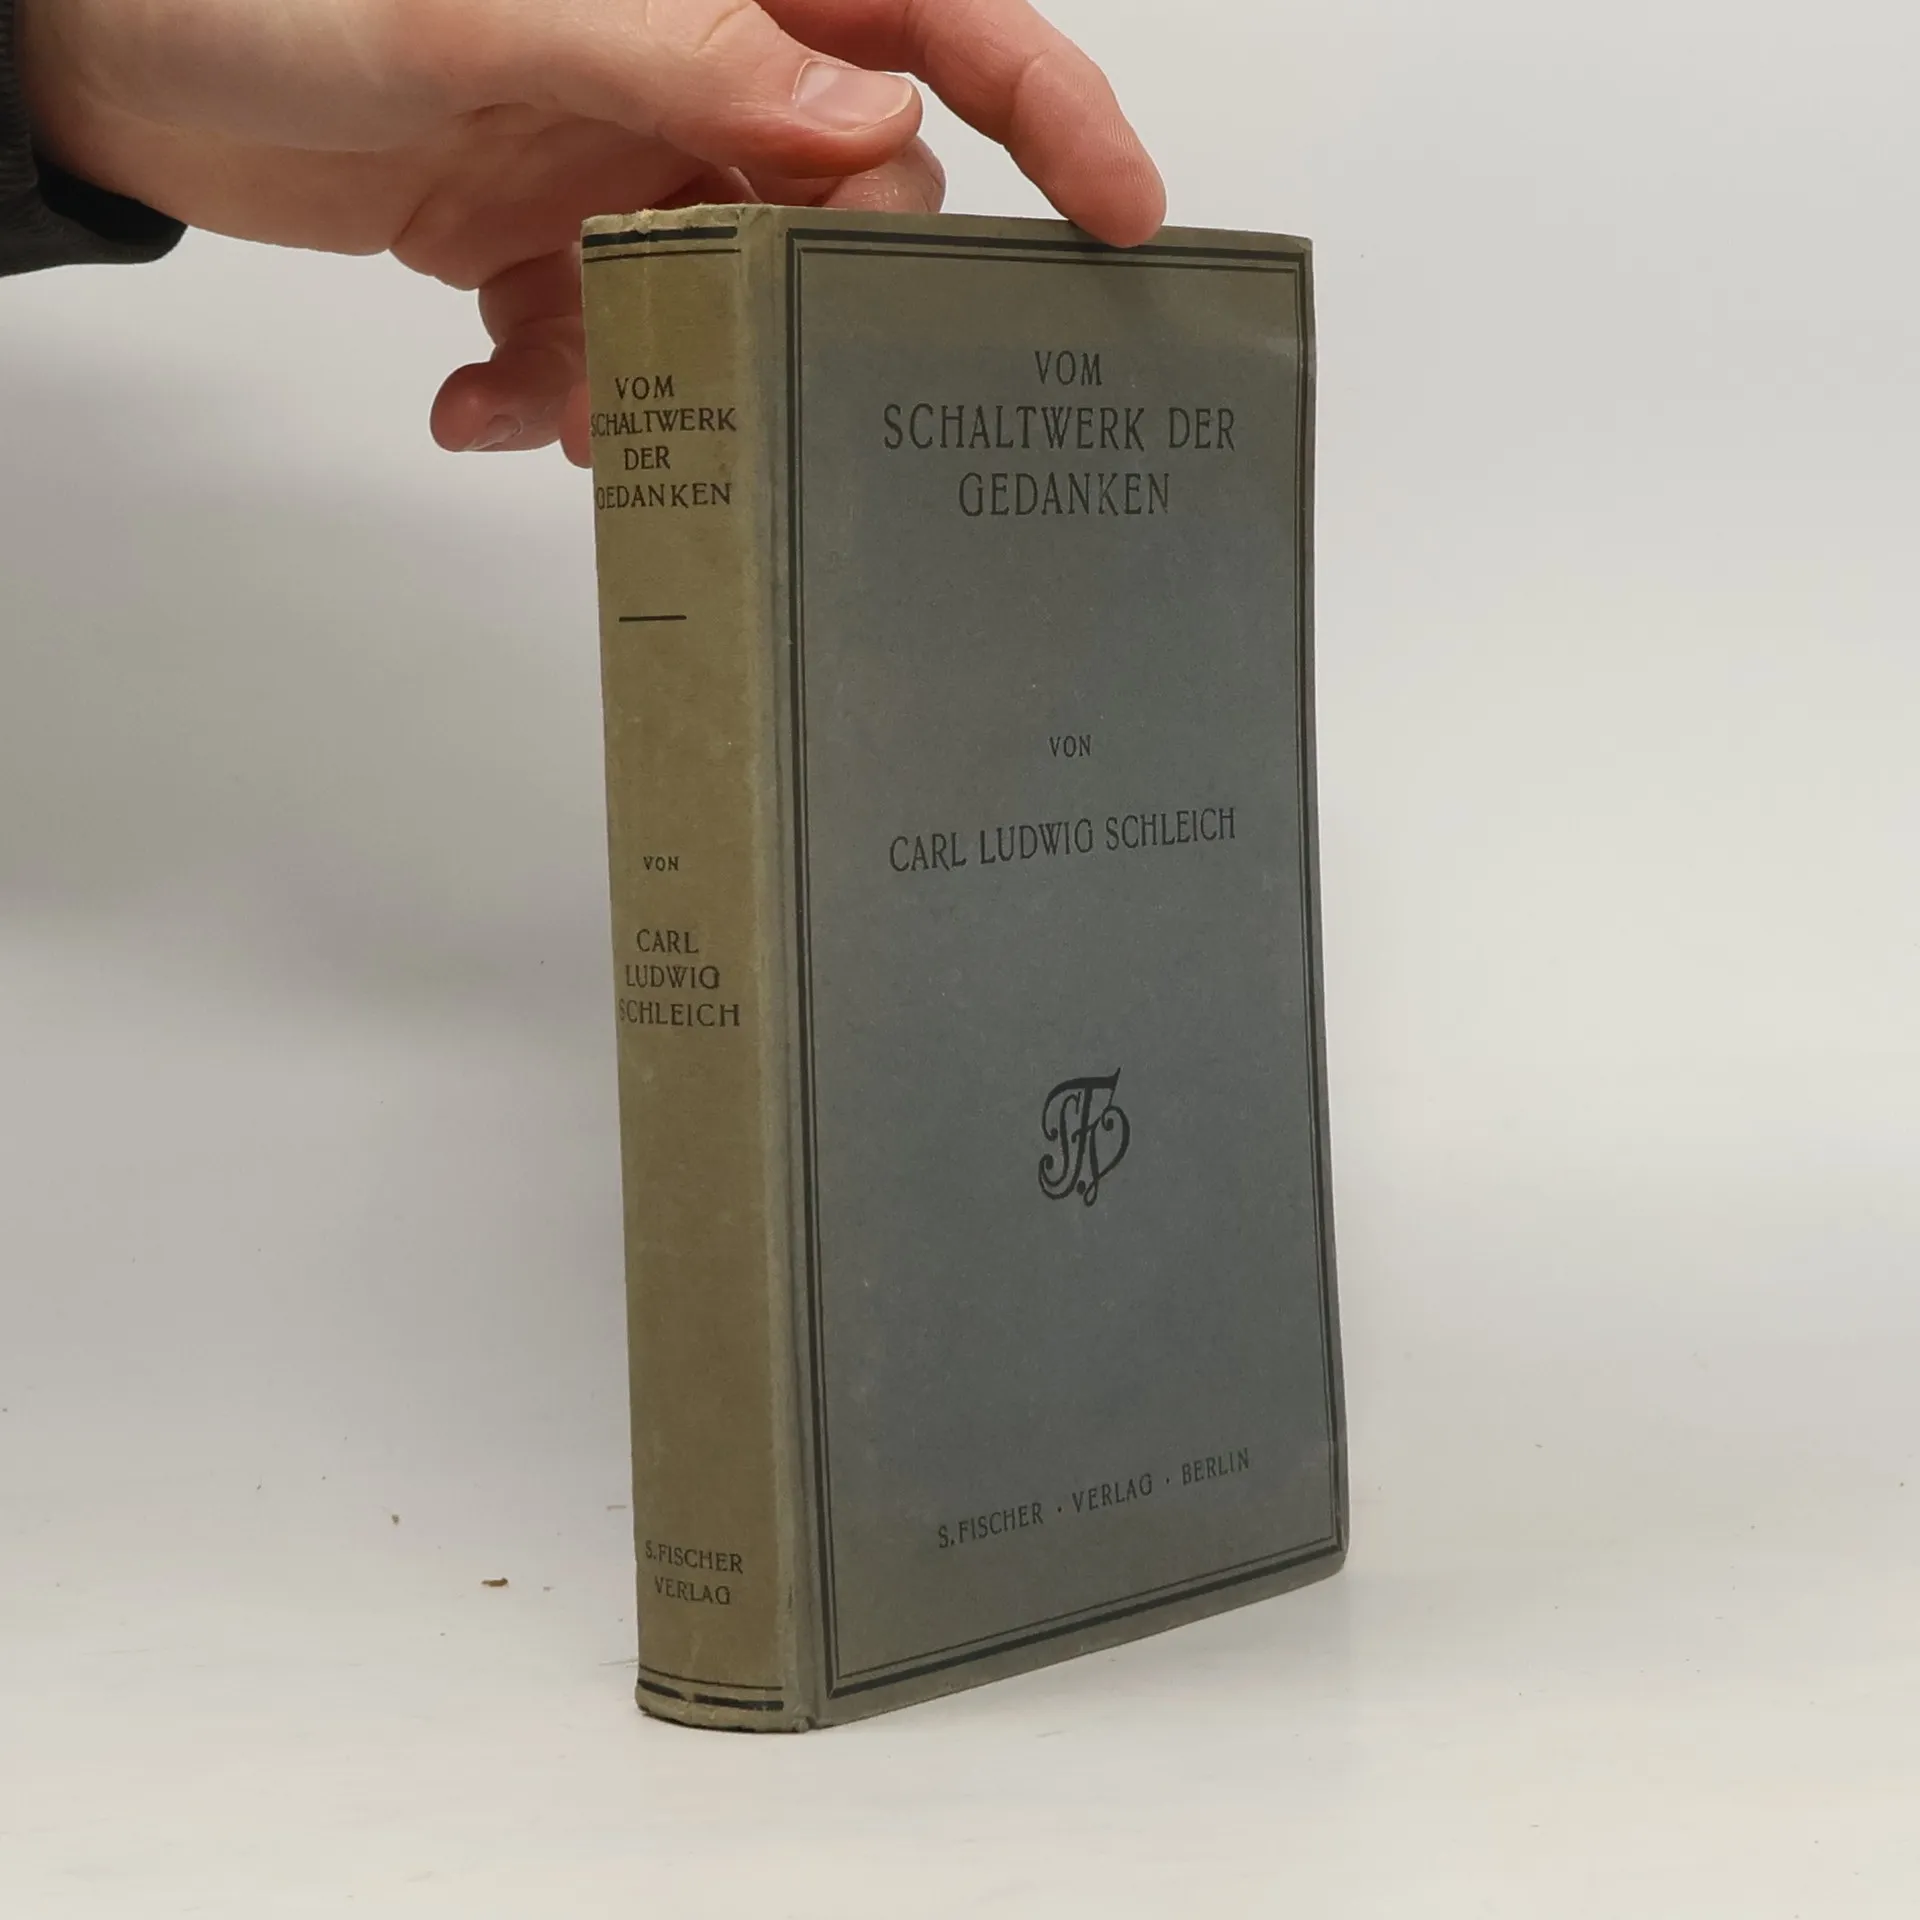 VOM
SCHALTWERK
DER
GEDANKEN
VON
CARL
LUDWIG
SCHLEICH
S. FISCHER
VERLAG
VOM
SCHALTWERK DER
GEDANKEN
VON
CARL LUDWIG SCHLEICH
S. FISCHER · VERLAG · BERLIN